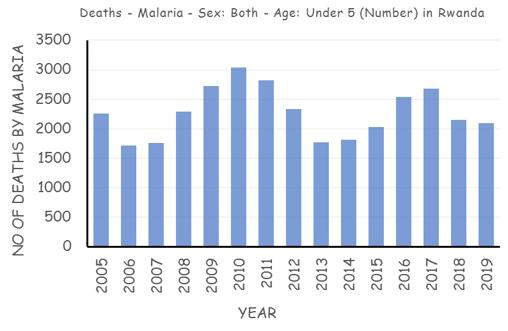 Deaths - Malaria - Sex: Both - Age: Under 5 (Number) in Rwanda
NO OF DEATHS BY MALARIA
3500
3000
2500
2000
1500
1000
500
0
2005 2006 2007 2008 2009 2010 2011 2012 2013 2014 2015 2016 2017 2018 2019
YEAR